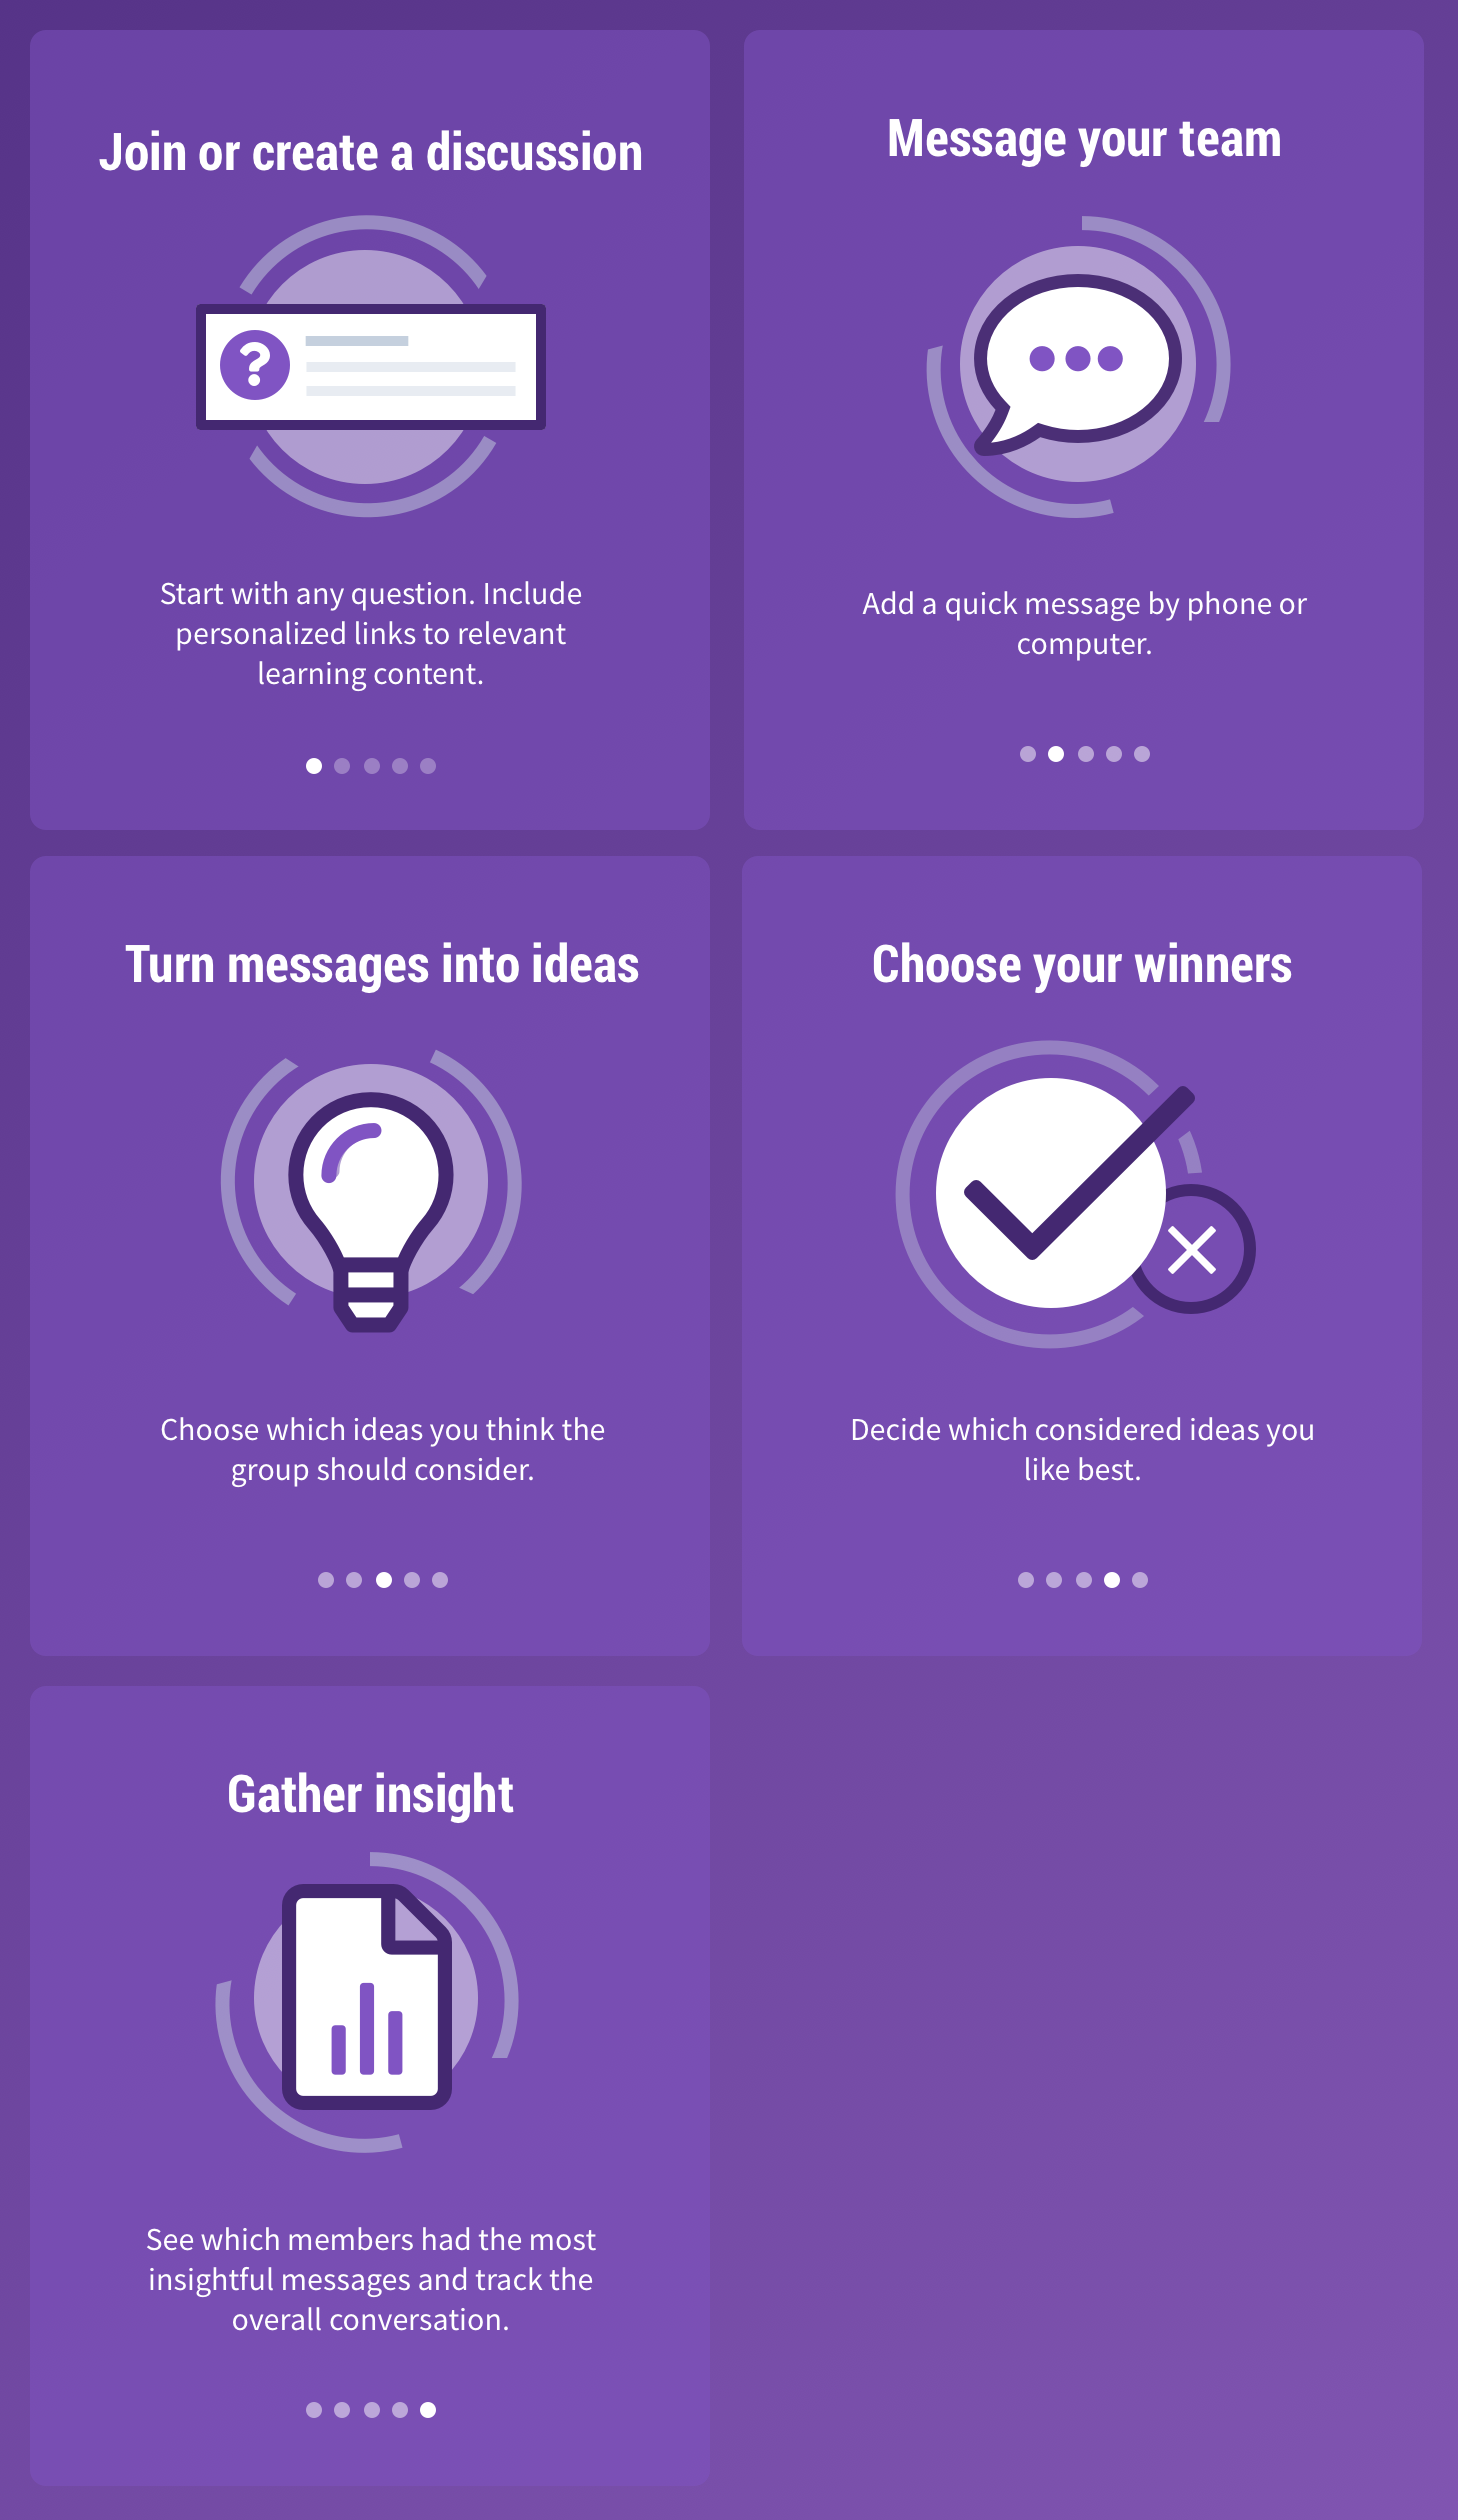 Join or create a discussion
?
Start with any question. Include
personalized links to relevant
learning content.
Message your team
Add a quick message by phone or
computer.
Turn messages into ideas
Choose which ideas you think the
group should consider.
Choose your winners
Decide which considered ideas you
like best.
Gather insight
See which members had the most
insightful messages and track the
overall conversation.